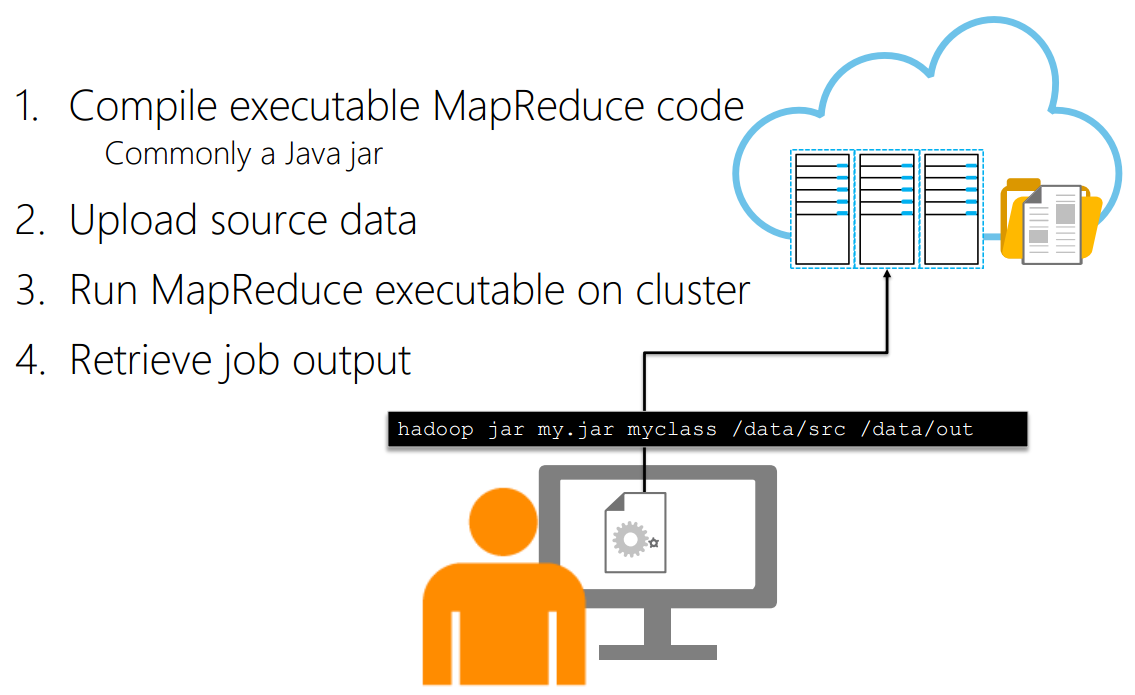 1. Compile executable MapReduce code
Commonly a Java jar
2. Upload source data
3. Run MapReduce executable on cluster
4. Retrieve job output
hadoop jar my.jar myclass /data/src /data/out